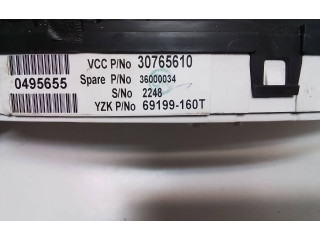 VCC P/No 30765610
0495655
Spare P/No 36000034
S/No 2248
YZK P/No 69199-160T